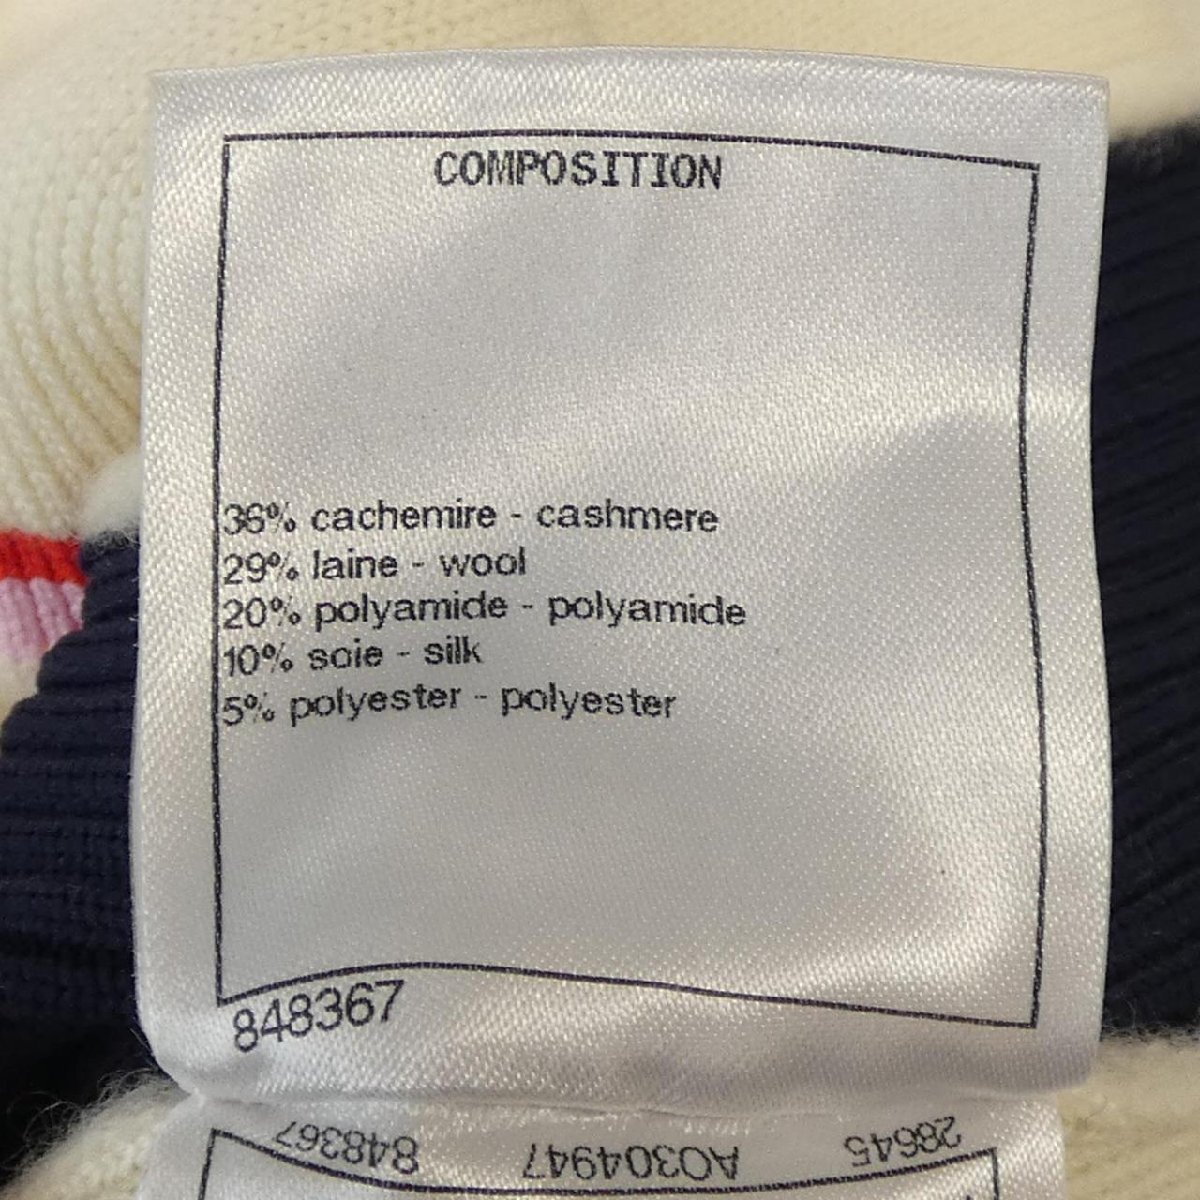 COMPOSITION
36% cachemire - cashmere
29% laine - wool
20% polyamide - polyamide
10% soie - silk
5% polyester - polyester
848367
28645 AO304947 848367